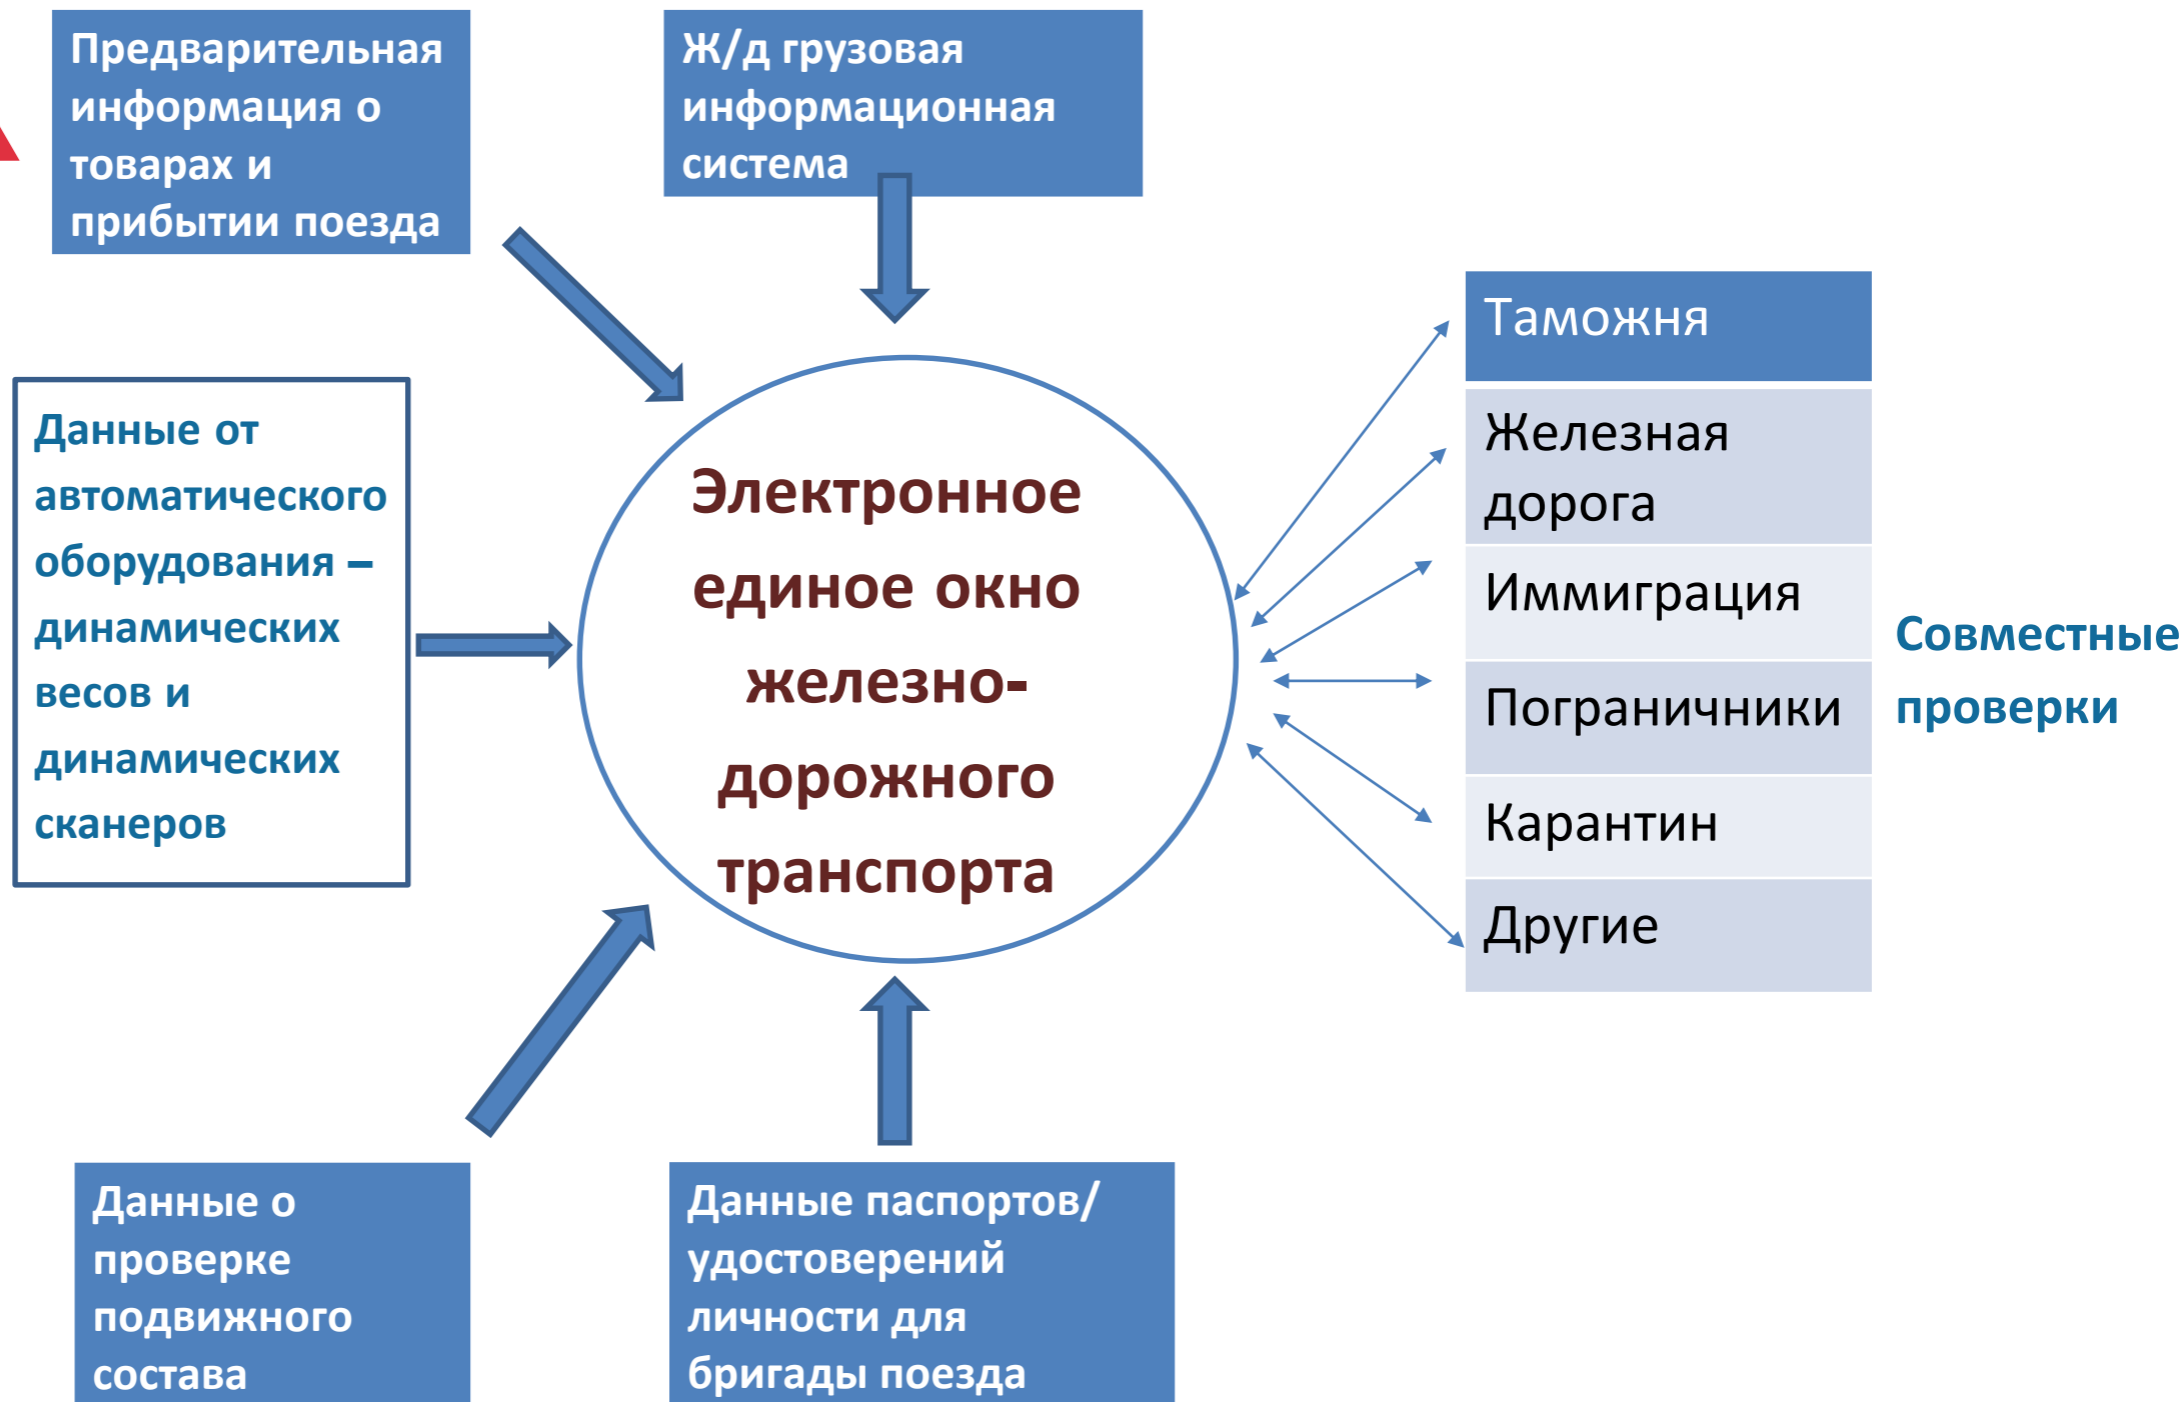 Предварительная
информация о
товарах и
прибытии поезда
Ж/д грузовая
информационная
система
Данные от
автоматического
оборудования –
динамических
весов и
динамических
сканеров
Электронное
единое окно
железно-
дорожного
транспорта
Таможня
Железная
дорога
Иммиграция
Пограничники
Карантин
Другие
Совместные
проверки
Данные о
проверке
подвижного
состава
Данные паспортов/
удостоверений
личности для
бригады поезда